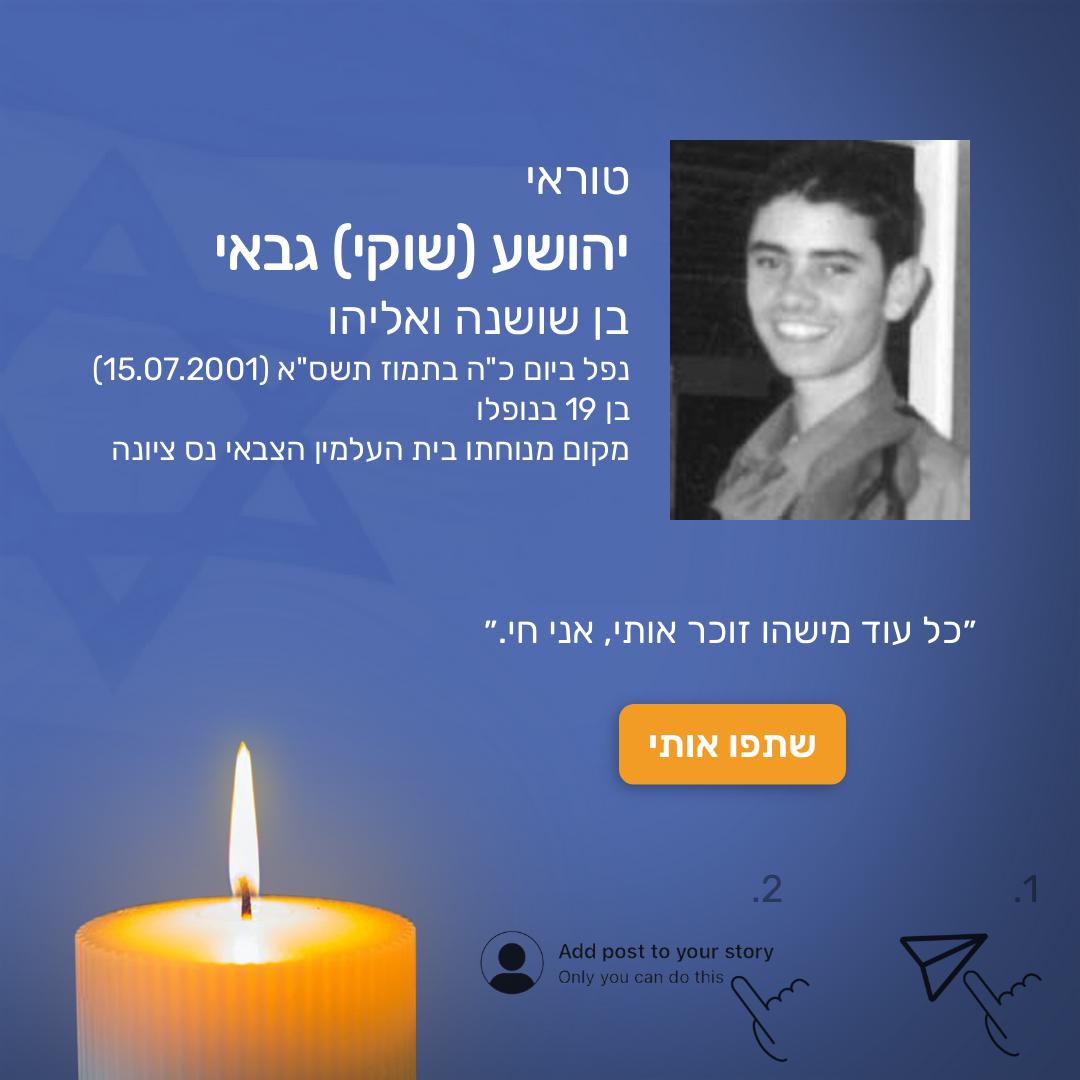 טוראי
יהושע (שוקי) גבאי
בן שושנה ואליהו
נפל ביום כ"ה בתמוז תשס"א (15.07.2001)
בן 19 בנופלו
מקום מנוחתו בית העלמין הצבאי נס ציונה
״כל עוד מישהו זוכר אותי, אני חי.״
שתפו אותי
1.
2.
Add post to your story
Only you can do this